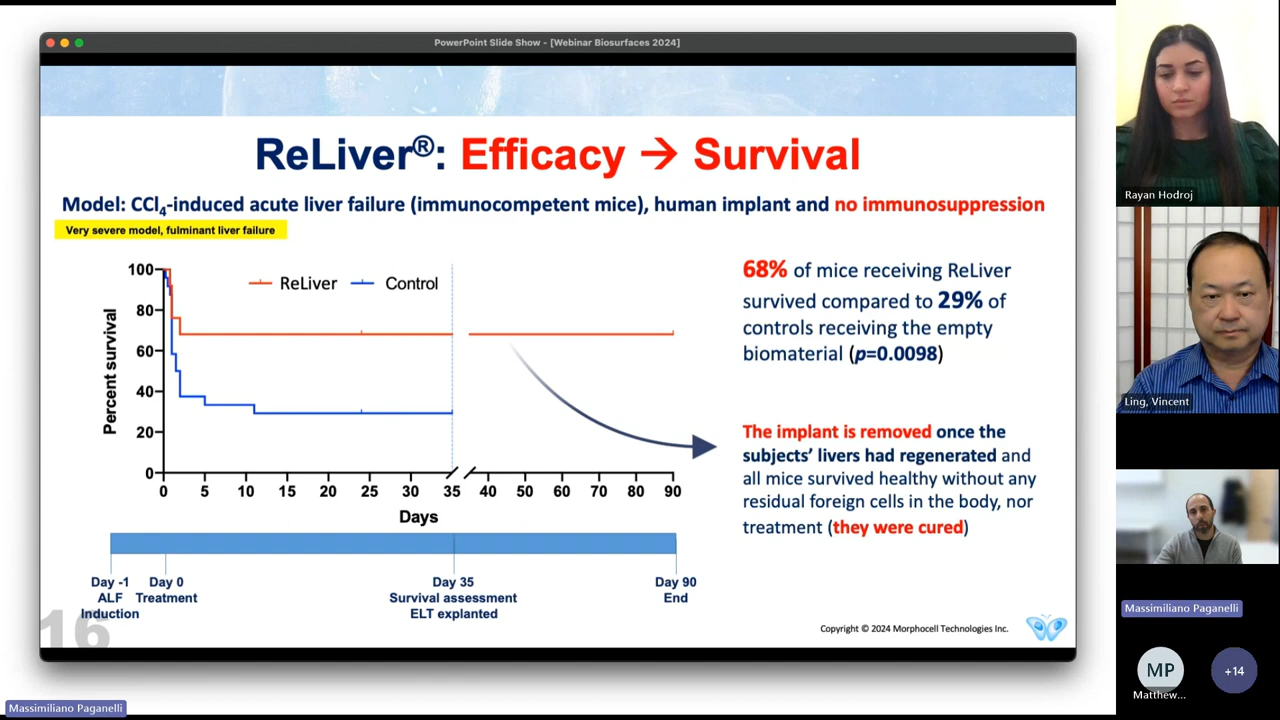 PowerPoint Slide Show - [Webinar Biosurfaces 2024]
ReLiver®: Efficacy → Survival
Model: CCl4-induced acute liver failure (immunocompetent mice), human implant and no immunosuppression
Very severe model, fulminant liver failure
Percent survival
100
80
60
40
20
0
ReLiver
Control
0 5 10 15 20 25 30 35 40 50 60 70 80 90
Days
68% of mice receiving ReLiver
survived compared to 29% of
controls receiving the empty
biomaterial (p=0.0098)
The implant is removed once the
subjects' livers had regenerated and
all mice survived healthy without any
residual foreign cells in the body, nor
treatment (they were cured)
Day -1
ALF
Induction
Day 0
Treatment
Day 35
Survival assessment
ELT explanted
Day 90
End
16
Copyright © 2024 Morphocell Technologies Inc.
Massimiliano Paganelli
Rayan Hodroj
Ling, Vincent
Massimiliano Paganelli
MP
Matthew...
+14